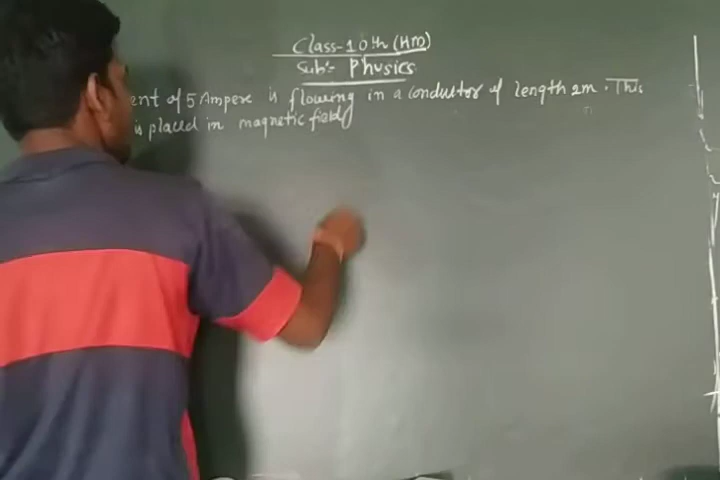 Class-10th (HM)
Sub:- Physics
ent of 5 Ampere is flowing in a conductor of length 2m. This
is placed in magnetic field